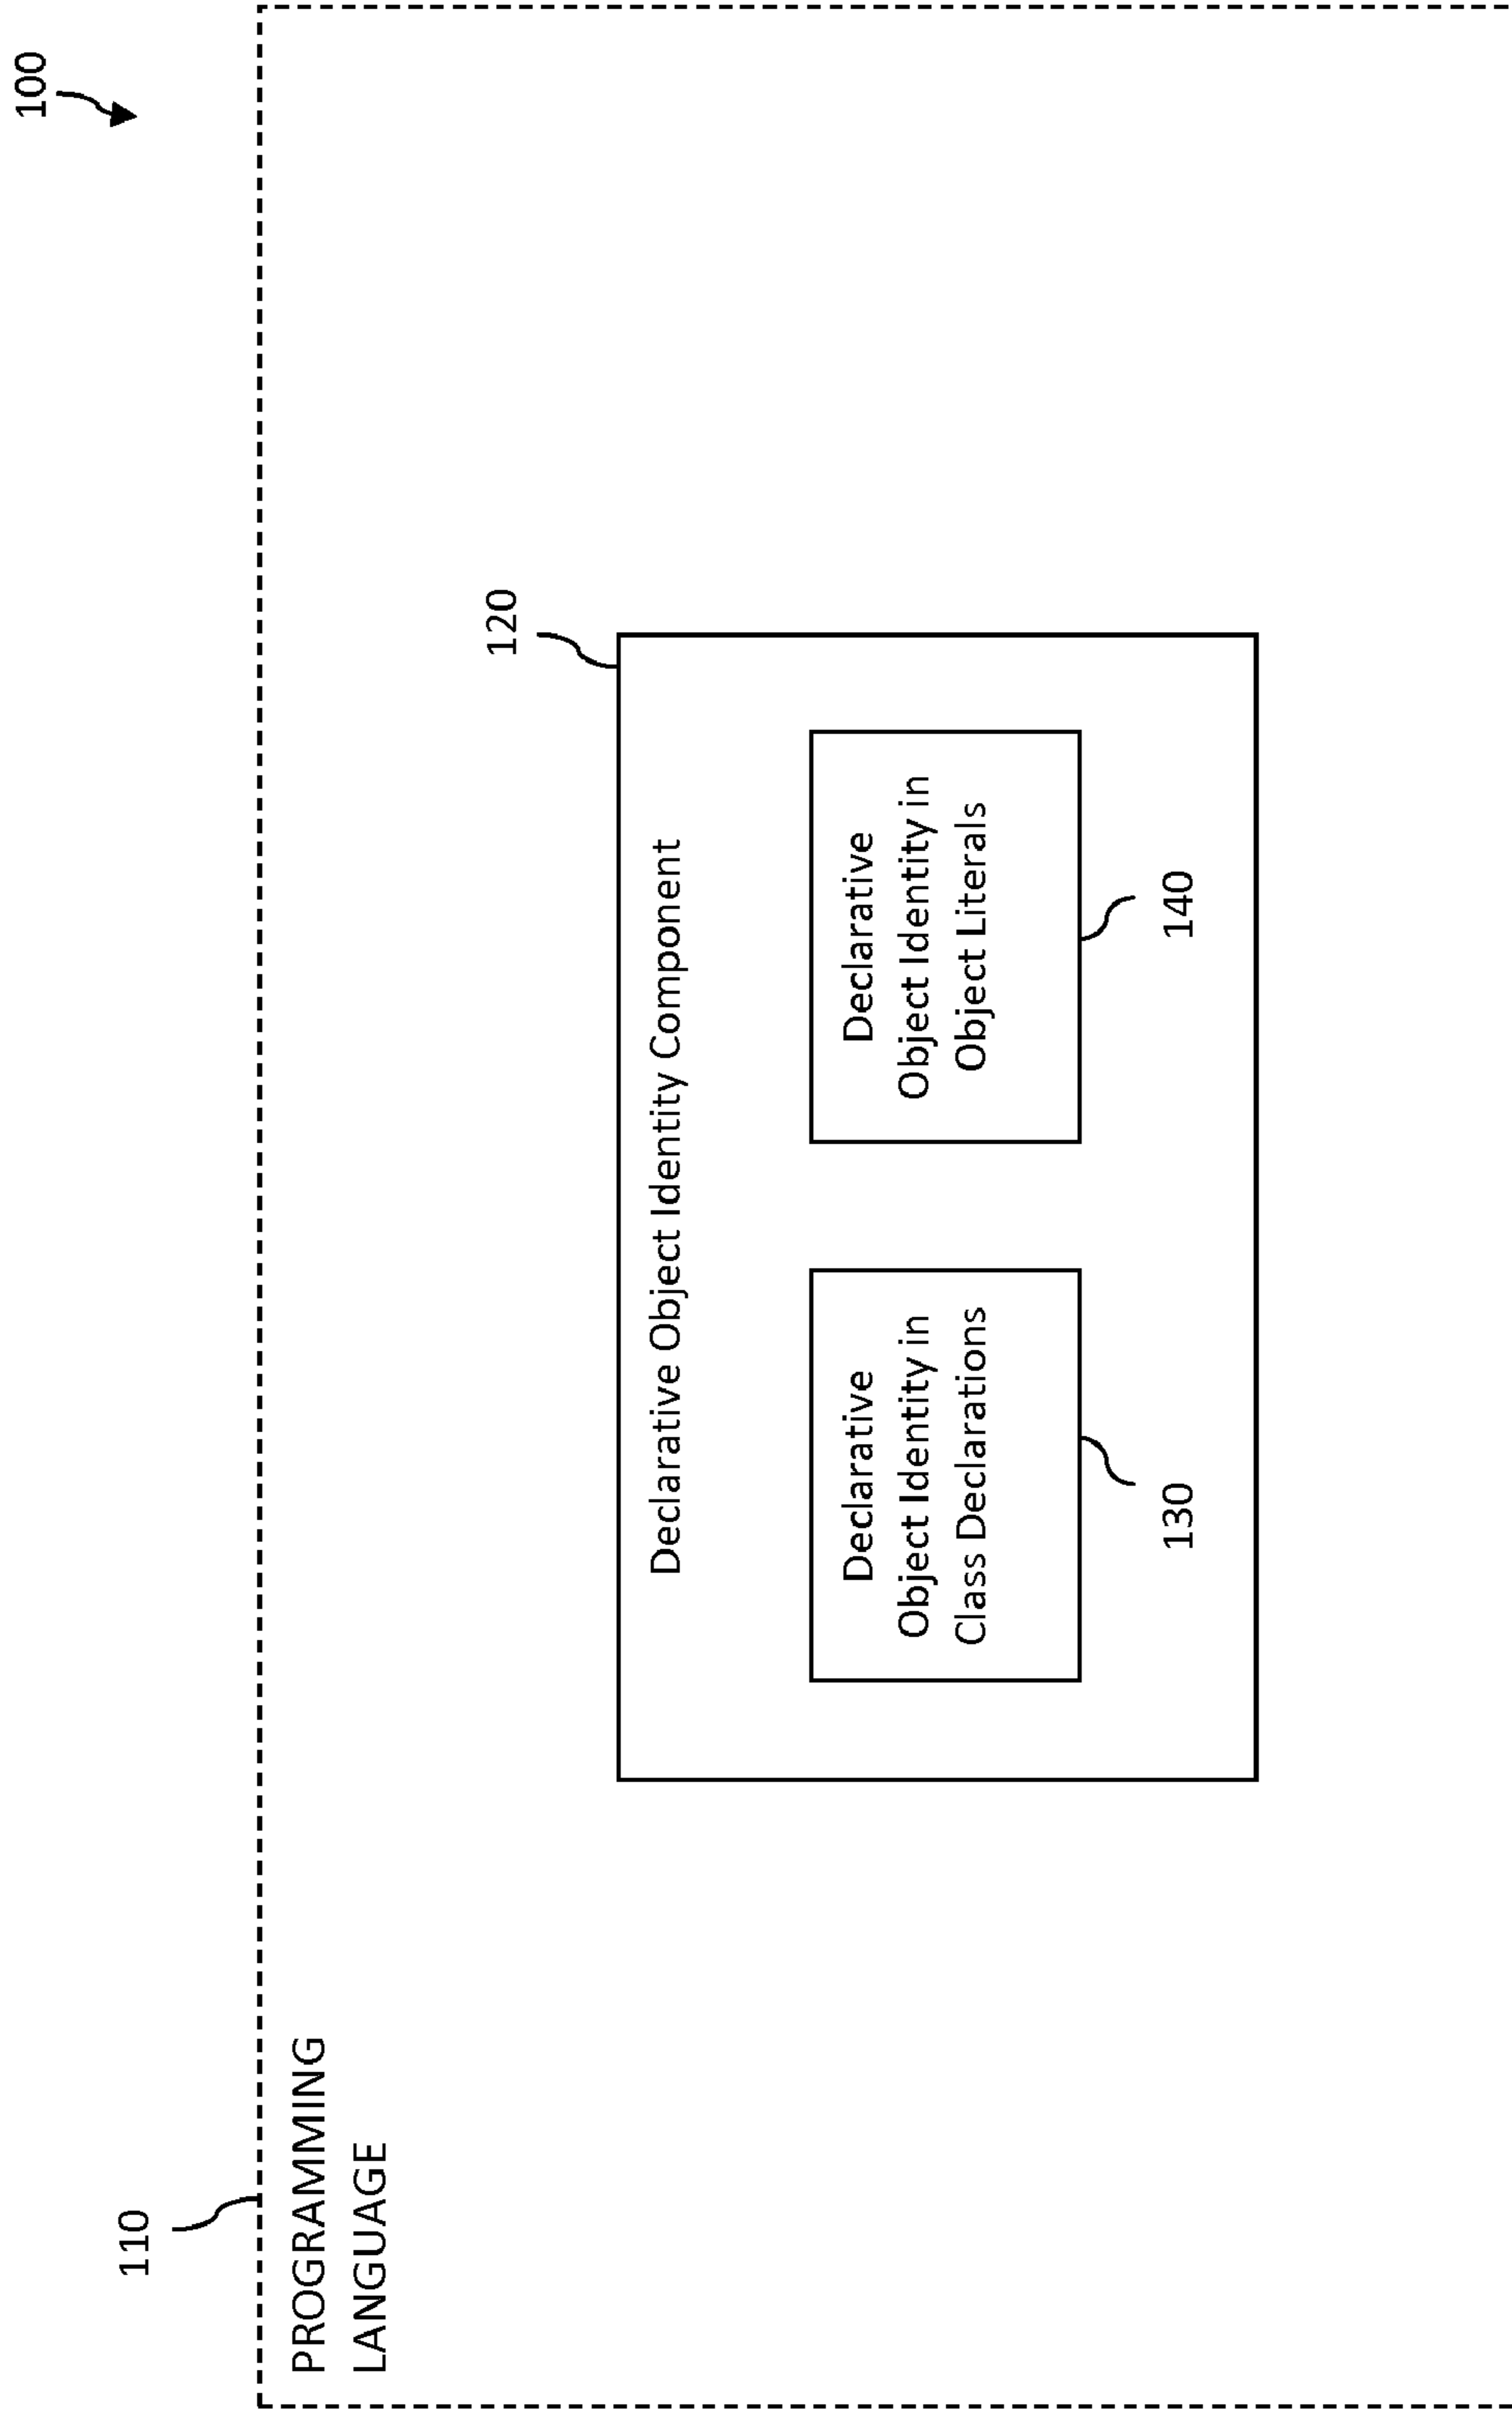 100
110
PROGRAMMING
LANGUAGE
120
Declarative Object Identity Component
Declarative
Object Identity in
Class Declarations
Declarative
Object Identity in
Object Literals
130
140